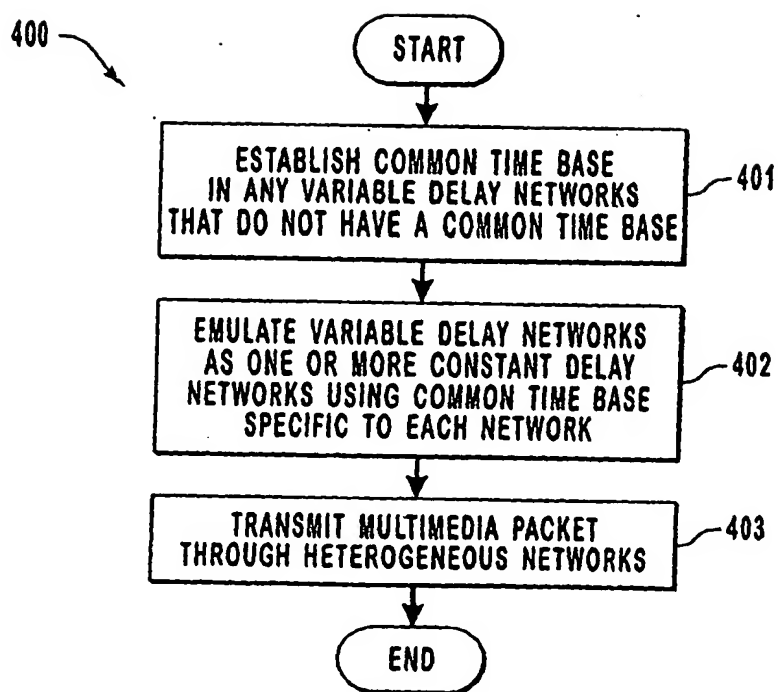 400
START
ESTABLISH COMMON TIME BASE
IN ANY VARIABLE DELAY NETWORKS
THAT DO NOT HAVE A COMMON TIME BASE
401
EMULATE VARIABLE DELAY NETWORKS
AS ONE OR MORE CONSTANT DELAY
NETWORKS USING COMMON TIME BASE
SPECIFIC TO EACH NETWORK
402
TRANSMIT MULTIMEDIA PACKET
THROUGH HETEROGENEOUS NETWORKS
403
END